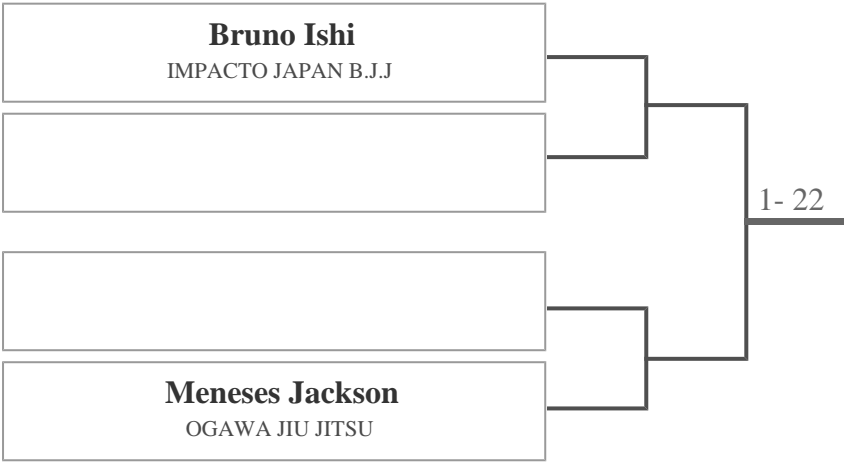 Bruno Ishi
IMPACTO JAPAN B.J.J
1- 22
Meneses Jackson
OGAWA JIU JITSU